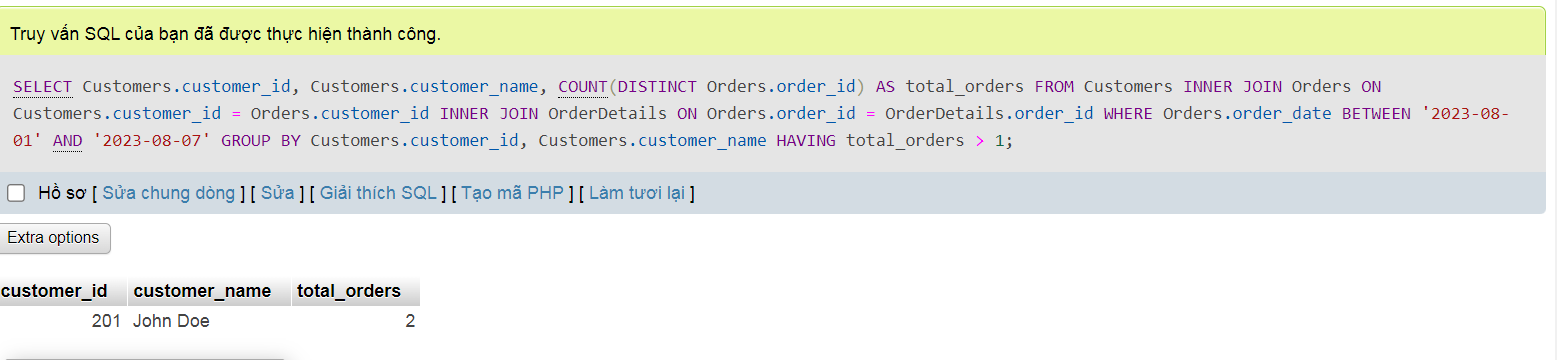 Truy vấn SQL của bạn đã được thực hiện thành công.
SELECT Customers.customer_id, Customers.customer_name, COUNT(DISTINCT Orders.order_id) AS total_orders FROM Customers INNER JOIN Orders ON
Customers.customer_id = Orders.customer_id INNER JOIN OrderDetails ON Orders.order_id = OrderDetails.order_id WHERE Orders.order_date BETWEEN '2023-08-
01' AND '2023-08-07' GROUP BY Customers.customer_id, Customers.customer_name HAVING total_orders > 1;
Hồ sơ [ Sửa chung dòng ] [ Sửa ] [ Giải thích SQL ] [ Tạo mã PHP ] [ Làm tươi lại ]
Extra options
customer_id customer_name total_orders
201 John Doe 2